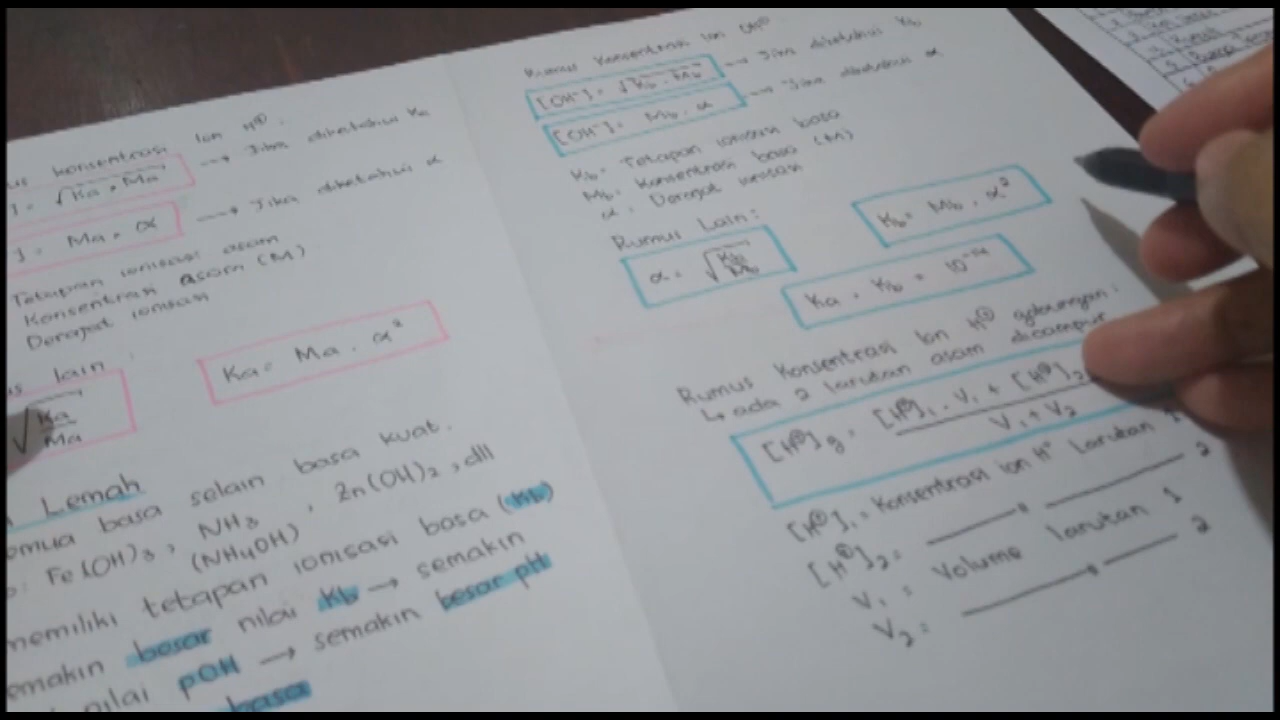 konsentrasi Ion H⊕.
= √Ka . Ma → Jika diketahui Ka
= Ma . α → Jika diketahui α
Tetapan ionisasi asam
Konsentrasi asam (M)
Derajat ionisasi
lain :
√Ka/Ma
Ka = Ma . α²
Lemah
basa selain basa kuat.
Fe(OH)3, NH3, Zn(OH)2, dll
(NH4OH)
memiliki tetapan ionisasi basa (Kb)
besar nilai Kb → semakin
nilai pOH → semakin besar pH
basa
Rumus Konsentrasi Ion OH⊖
[OH⁻] = √Kb . Mb → Jika diketahui Kb
[OH⁻] = Mb . α → Jika diketahui α
Kb = Tetapan ionisasi basa
Mb = Konsentrasi basa (M)
α = Derajat ionisasi
Rumus Lain :
α = √Kb/Mb
Kb = Mb . α²
Ka . Kb = 10⁻¹⁴
Rumus Konsentrasi Ion H⊕ gabungan :
↳ ada 2 larutan asam dicampur
[H⊕]g = [H⊕]1 . V1 + [H⊕]2
V1 + V2
[H⊕]1 = Konsentrasi Ion H⁺ larutan 1
[H⊕]2 = ———— " ———— 2
V1 = Volume larutan 1
V2 = ———— " ———— 2